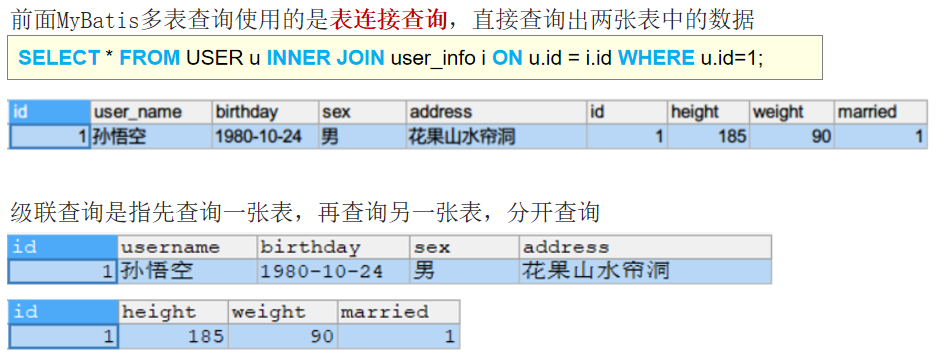 前面MyBatis多表查询使用的是表连接查询，直接查询出两张表中的数据
SELECT * FROM USER u INNER JOIN user_info i ON u.id = i.id WHERE u.id=1;
id user_name birthday sex address id height weight married
1 孙悟空 1980-10-24 男 花果山水帘洞 1 185 90 1
级联查询是指先查询一张表，再查询另一张表，分开查询
id username birthday sex address
1 孙悟空 1980-10-24 男 花果山水帘洞
id height weight married
1 185 90 1